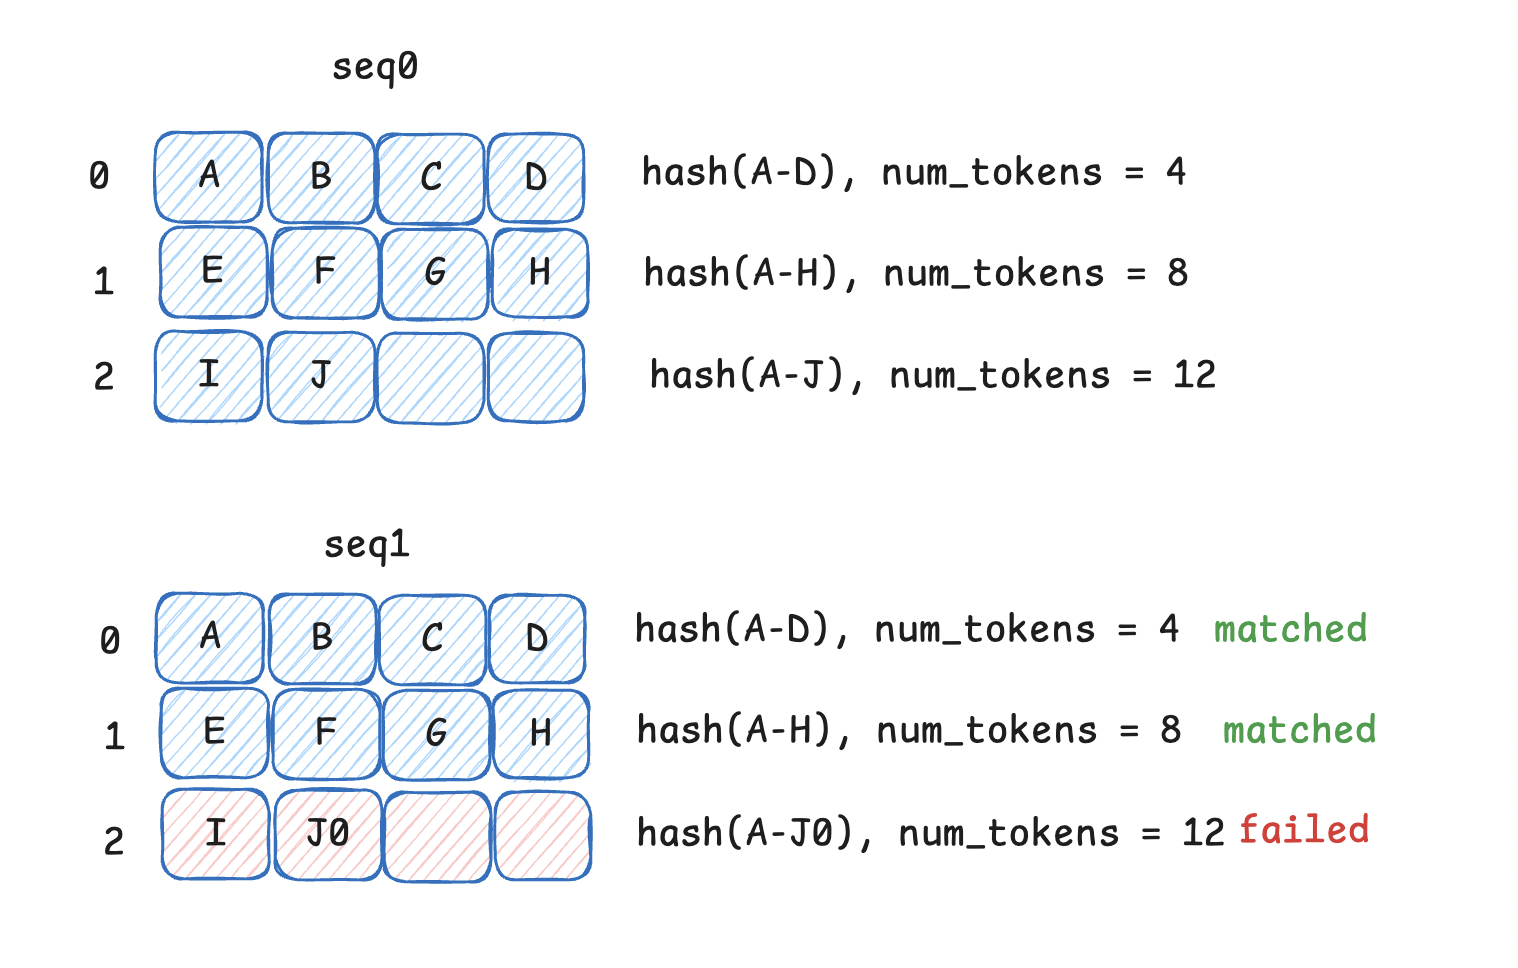 seq0
0 A B C D hash(A-D), num_tokens = 4
1 E F G H hash(A-H), num_tokens = 8
2 I J hash(A-J), num_tokens = 12
seq1
0 A B C D hash(A-D), num_tokens = 4 matched
1 E F G H hash(A-H), num_tokens = 8 matched
2 I J0 hash(A-J0), num_tokens = 12 failed